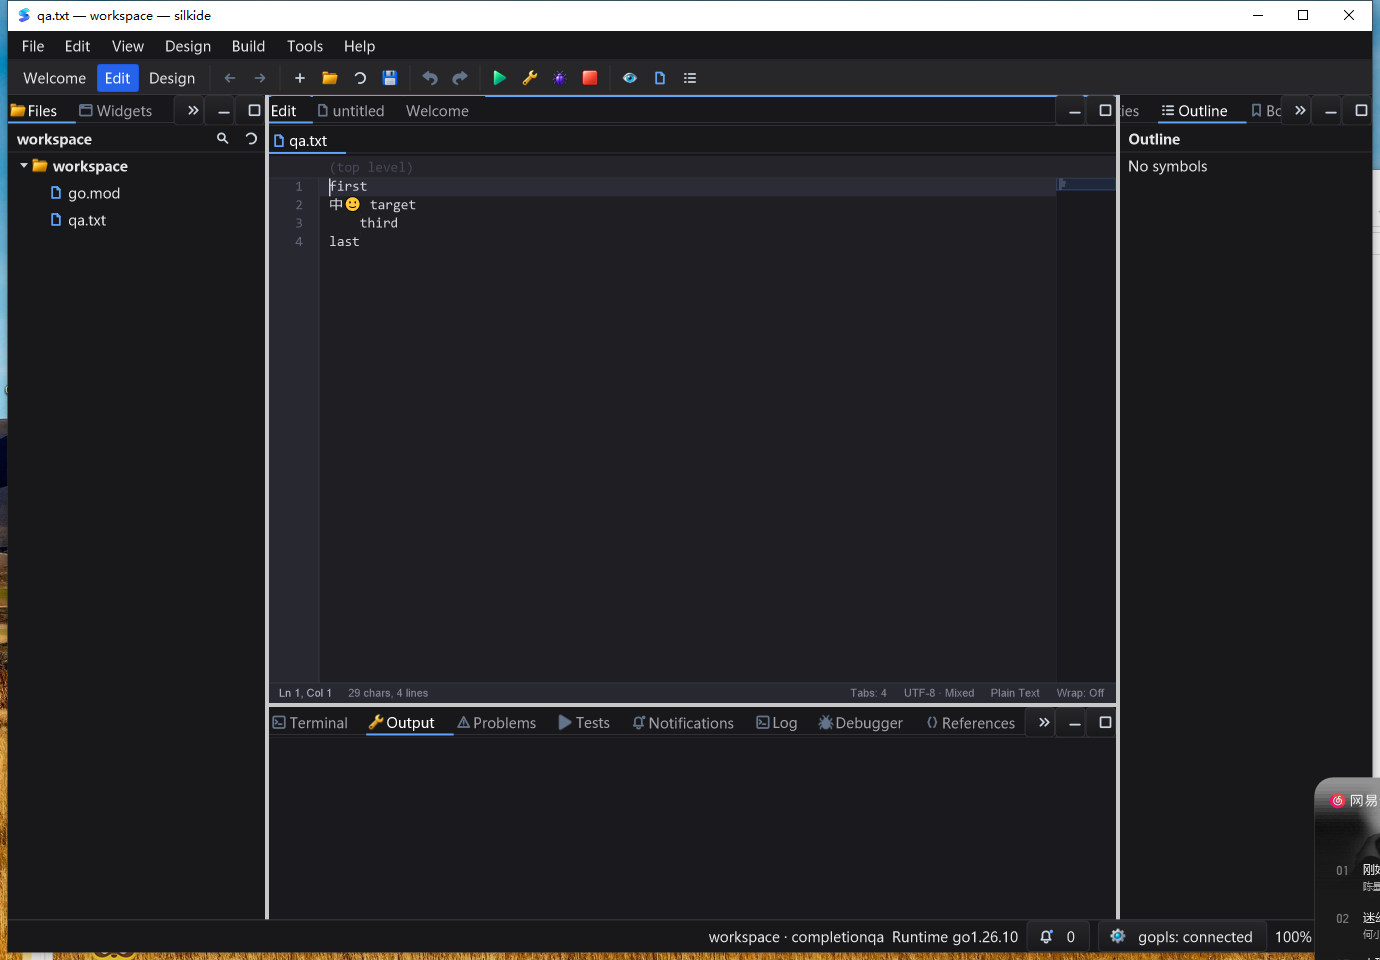 qa.txt — workspace — silkide
File Edit View Design Build Tools Help
Welcome Edit Design
Files Widgets
Edit untitled Welcome
Outline
workspace
qa.txt
Outline
workspace
No symbols
go.mod
qa.txt
(top level)
1 first
2 中🙂 target
3 third
4 last
Ln 1, Col 1 29 chars, 4 lines Tabs: 4 UTF-8 · Mixed Plain Text Wrap: Off
Terminal Output Problems Tests Notifications Log Debugger References
workspace · completionqa Runtime go1.26.10 0 gopls: connected 100%
网易
01
02